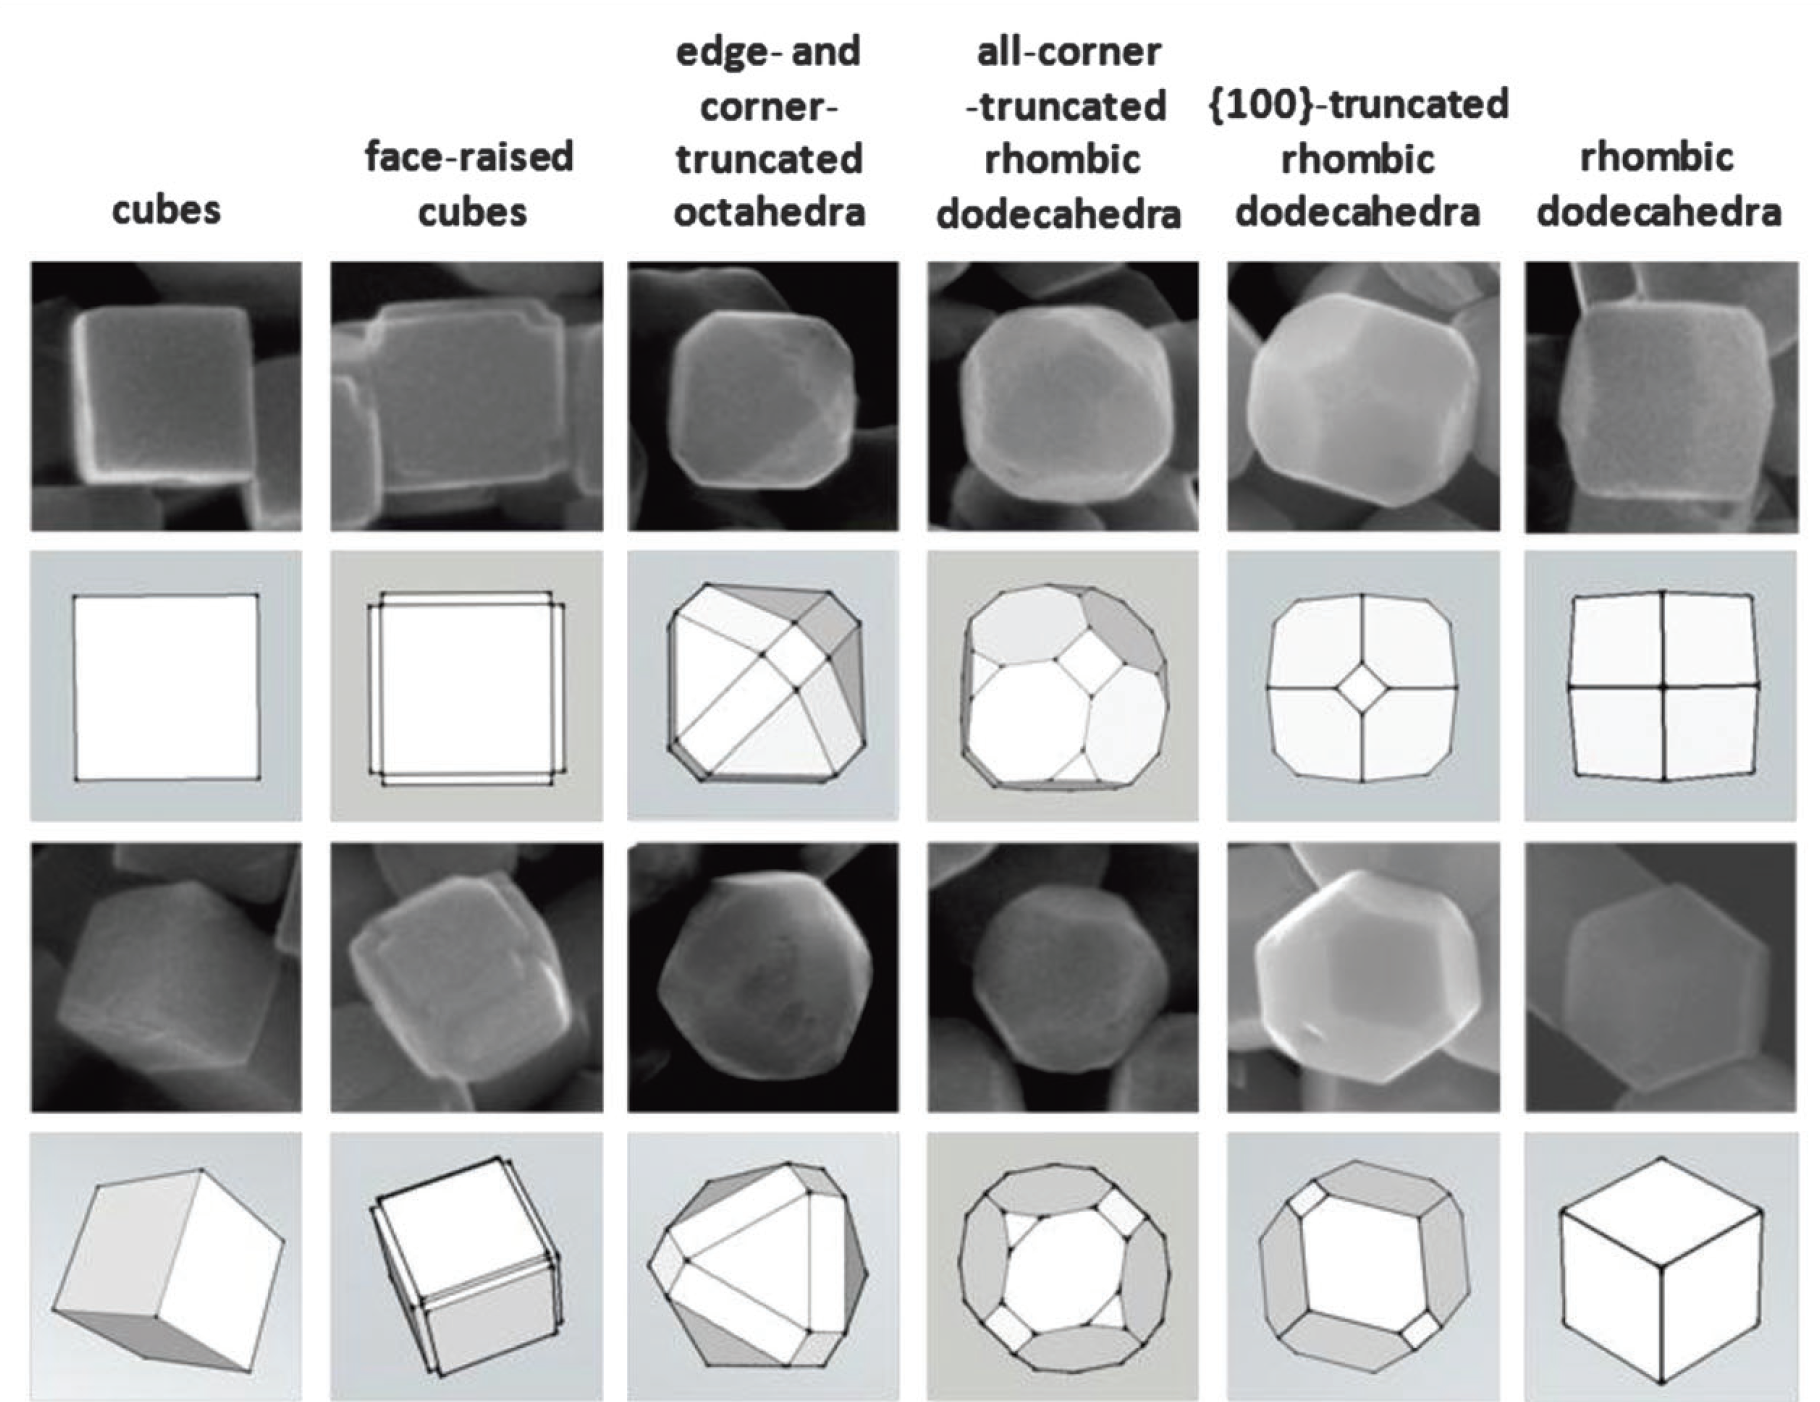 cubes
face-raised
cubes
edge- and
corner-
truncated
octahedra
all-corner
-truncated
rhombic
dodecahedra
{100}-truncated
rhombic
dodecahedra
rhombic
dodecahedra